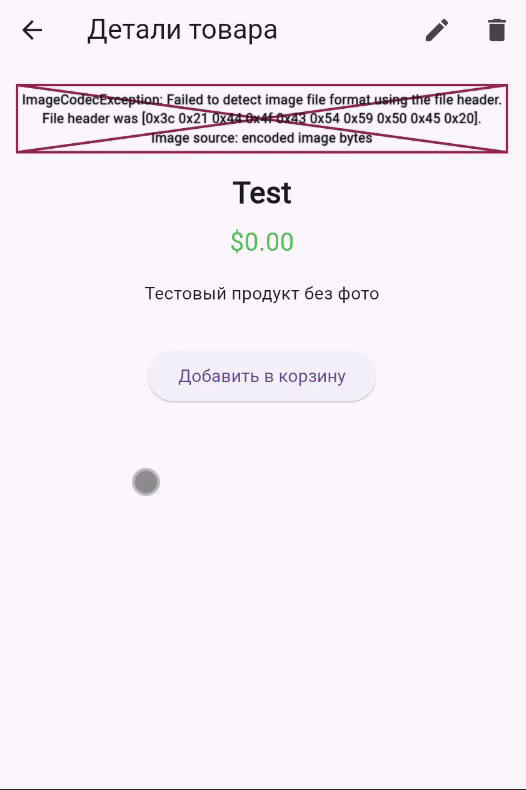 Детали товара
ImageCodecException: Failed to detect image file format using the file header.
File header was [0x3c 0x21 0x44 0x4f 0x43 0x54 0x59 0x50 0x45 0x20].
Image source: encoded image bytes
Test
$0.00
Тестовый продукт без фото
Добавить в корзину